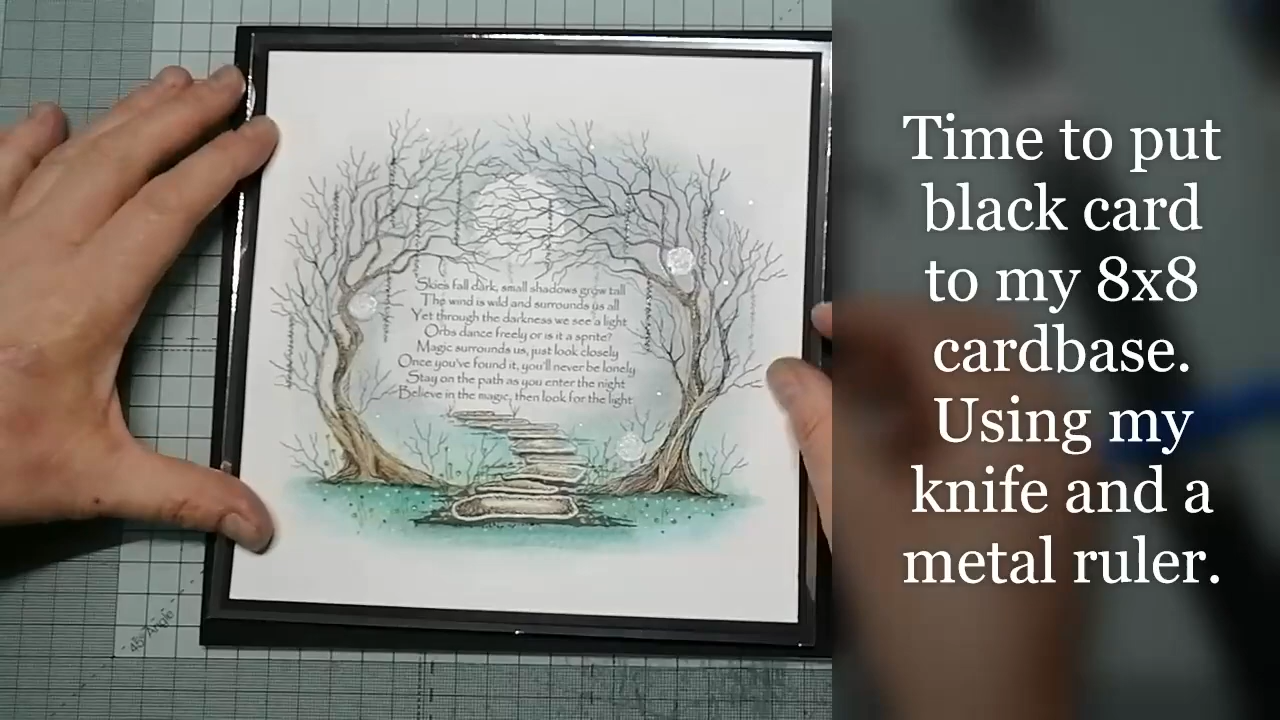 Skies fall dark, small shadows grow tall
The wind is wild and surrounds us all
Yet through the darkness we see a light
Orbs dance freely or is it a sprite?
Magic surrounds us, just look closely
Once you've found it, you'll never be lonely
Stay on the path as you enter the night
Believe in the magic, then look for the light
Time to put
black card
to my 8x8
cardbase.
Using my
knife and a
metal ruler.